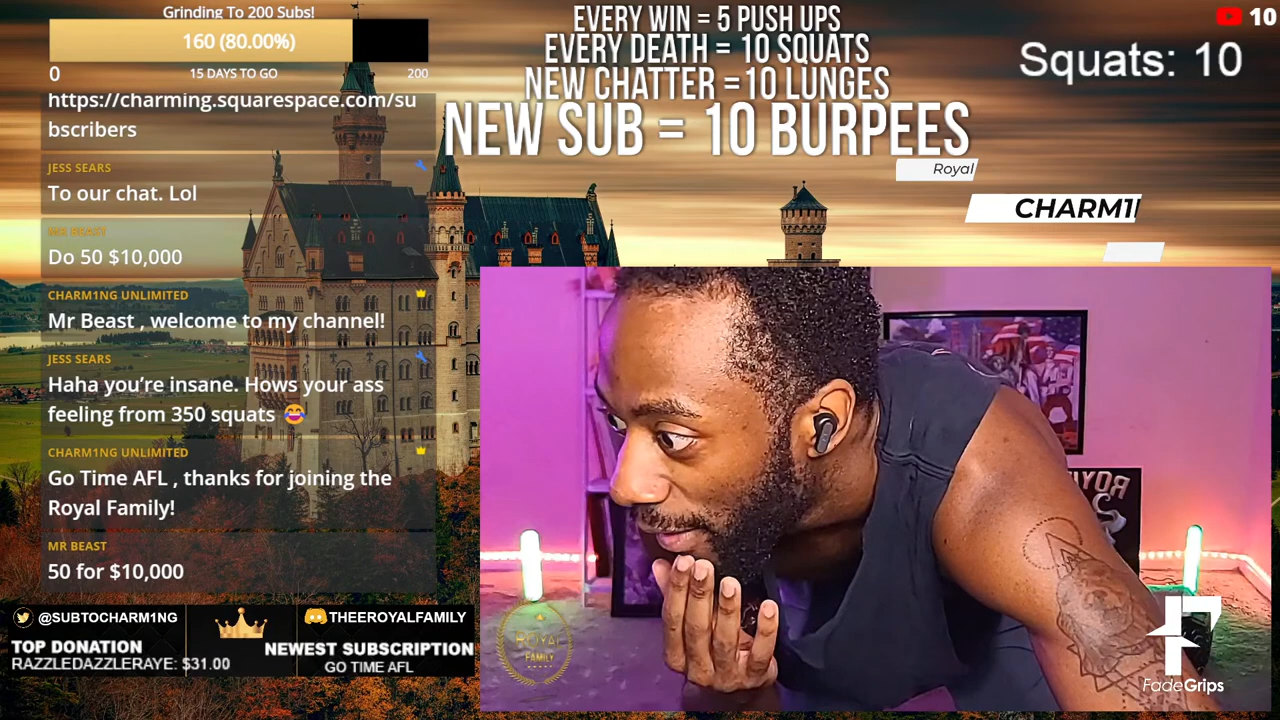 Grinding To 200 Subs!
160 (80.00%)
0
15 DAYS TO GO
200
https://charming.squarespace.com/su
bscribers
JESS SEARS
To our chat. Lol
MR BEAST
Do 50 $10,000
CHARM1NG UNLIMITED
Mr Beast , welcome to my channel!
JESS SEARS
Haha you're insane. Hows your ass
feeling from 350 squats 😂
CHARM1NG UNLIMITED
Go Time AFL , thanks for joining the
Royal Family!
MR BEAST
50 for $10,000
@SUBTOCHARM1NG
THEEROYALFAMILY
TOP DONATION
RAZZLEDAZZLERAYE: $31.00
NEWEST SUBSCRIPTION
GO TIME AFL
EVERY WIN = 5 PUSH UPS
EVERY DEATH = 10 SQUATS
NEW CHATTER =10 LUNGES
NEW SUB = 10 BURPEES
10
Squats: 10
Royal
CHARM1
ROYAL
FAMILY
FadeGrips